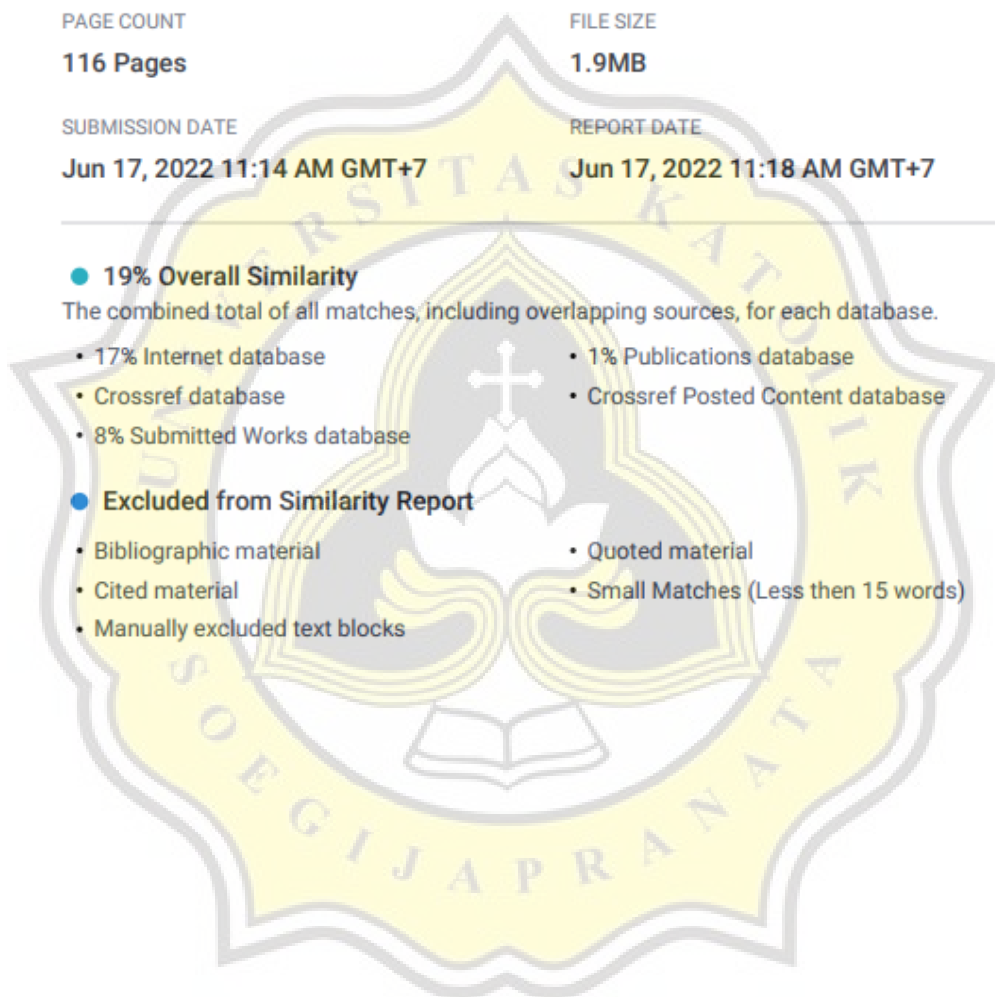 PAGE COUNT
116 Pages
FILE SIZE
1.9MB
SUBMISSION DATE
Jun 17, 2022 11:14 AM GMT+7
REPORT DATE
Jun 17, 2022 11:18 AM GMT+7
19% Overall Similarity
The combined total of all matches, including overlapping sources, for each database.
• 17% Internet database
• 1% Publications database
• Crossref database
• Crossref Posted Content database
• 8% Submitted Works database
Excluded from Similarity Report
• Bibliographic material
• Quoted material
• Cited material
• Small Matches (Less then 15 words)
• Manually excluded text blocks
UNIVERSITAS KATOLIK
SOEGIJAPRANATA